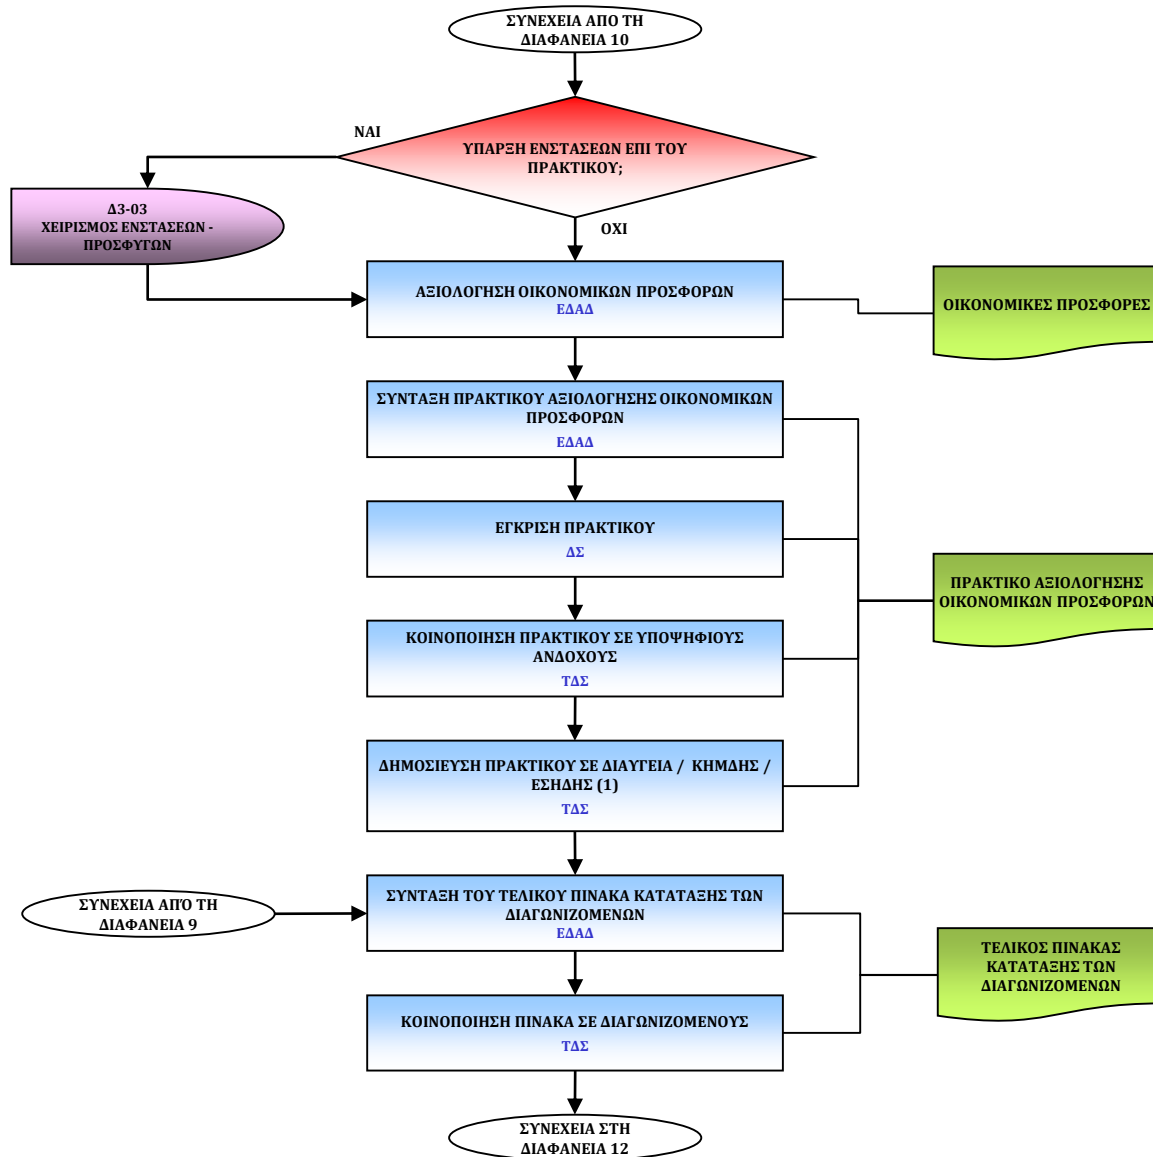 ΣΥΝΕΧΕΙΑ ΑΠΟ ΤΗ
ΔΙΑΦΑΝΕΙΑ 10
ΝΑΙ
ΥΠΑΡΞΗ ΕΝΣΤΑΣΕΩΝ ΕΠΙ ΤΟΥ
ΠΡΑΚΤΙΚΟΥ;
Δ3-03
ΧΕΙΡΙΣΜΟΣ ΕΝΣΤΑΣΕΩΝ -
ΠΡΟΣΦΥΓΩΝ
ΟΧΙ
ΑΞΙΟΛΟΓΗΣΗ ΟΙΚΟΝΟΜΙΚΩΝ ΠΡΟΣΦΟΡΩΝ
ΕΔΑΔ
ΟΙΚΟΝΟΜΙΚΕΣ ΠΡΟΣΦΟΡΕΣ
ΣΥΝΤΑΞΗ ΠΡΑΚΤΙΚΟΥ ΑΞΙΟΛΟΓΗΣΗΣ ΟΙΚΟΝΟΜΙΚΩΝ
ΠΡΟΣΦΟΡΩΝ
ΕΔΑΔ
ΕΓΚΡΙΣΗ ΠΡΑΚΤΙΚΟΥ
ΔΣ
ΠΡΑΚΤΙΚΟ ΑΞΙΟΛΟΓΗΣΗΣ
ΟΙΚΟΝΟΜΙΚΩΝ ΠΡΟΣΦΟΡΩΝ
ΚΟΙΝΟΠΟΙΗΣΗ ΠΡΑΚΤΙΚΟΥ ΣΕ ΥΠΟΨΗΦΙΟΥΣ
ΑΝΔΟΧΟΥΣ
ΤΔΣ
ΔΗΜΟΣΙΕΥΣΗ ΠΡΑΚΤΙΚΟΥ ΣΕ ΔΙΑΥΓΕΙΑ / ΚΗΜΔΗΣ /
ΕΣΗΔΗΣ (1)
ΤΔΣ
ΣΥΝΕΧΕΙΑ ΑΠΌ ΤΗ
ΔΙΑΦΑΝΕΙΑ 9
ΣΥΝΤΑΞΗ ΤΟΥ ΤΕΛΙΚΟΥ ΠΙΝΑΚΑ ΚΑΤΑΤΑΞΗΣ ΤΩΝ
ΔΙΑΓΩΝΙΖΟΜΕΝΩΝ
ΕΔΑΔ
ΤΕΛΙΚΟΣ ΠΙΝΑΚΑΣ
ΚΑΤΑΤΑΞΗΣ ΤΩΝ
ΔΙΑΓΩΝΙΖΟΜΕΝΩΝ
ΚΟΙΝΟΠΟΙΗΣΗ ΠΙΝΑΚΑ ΣΕ ΔΙΑΓΩΝΙΖΟΜΕΝΟΥΣ
ΤΔΣ
ΣΥΝΕΧΕΙΑ ΣΤΗ
ΔΙΑΦΑΝΕΙΑ 12